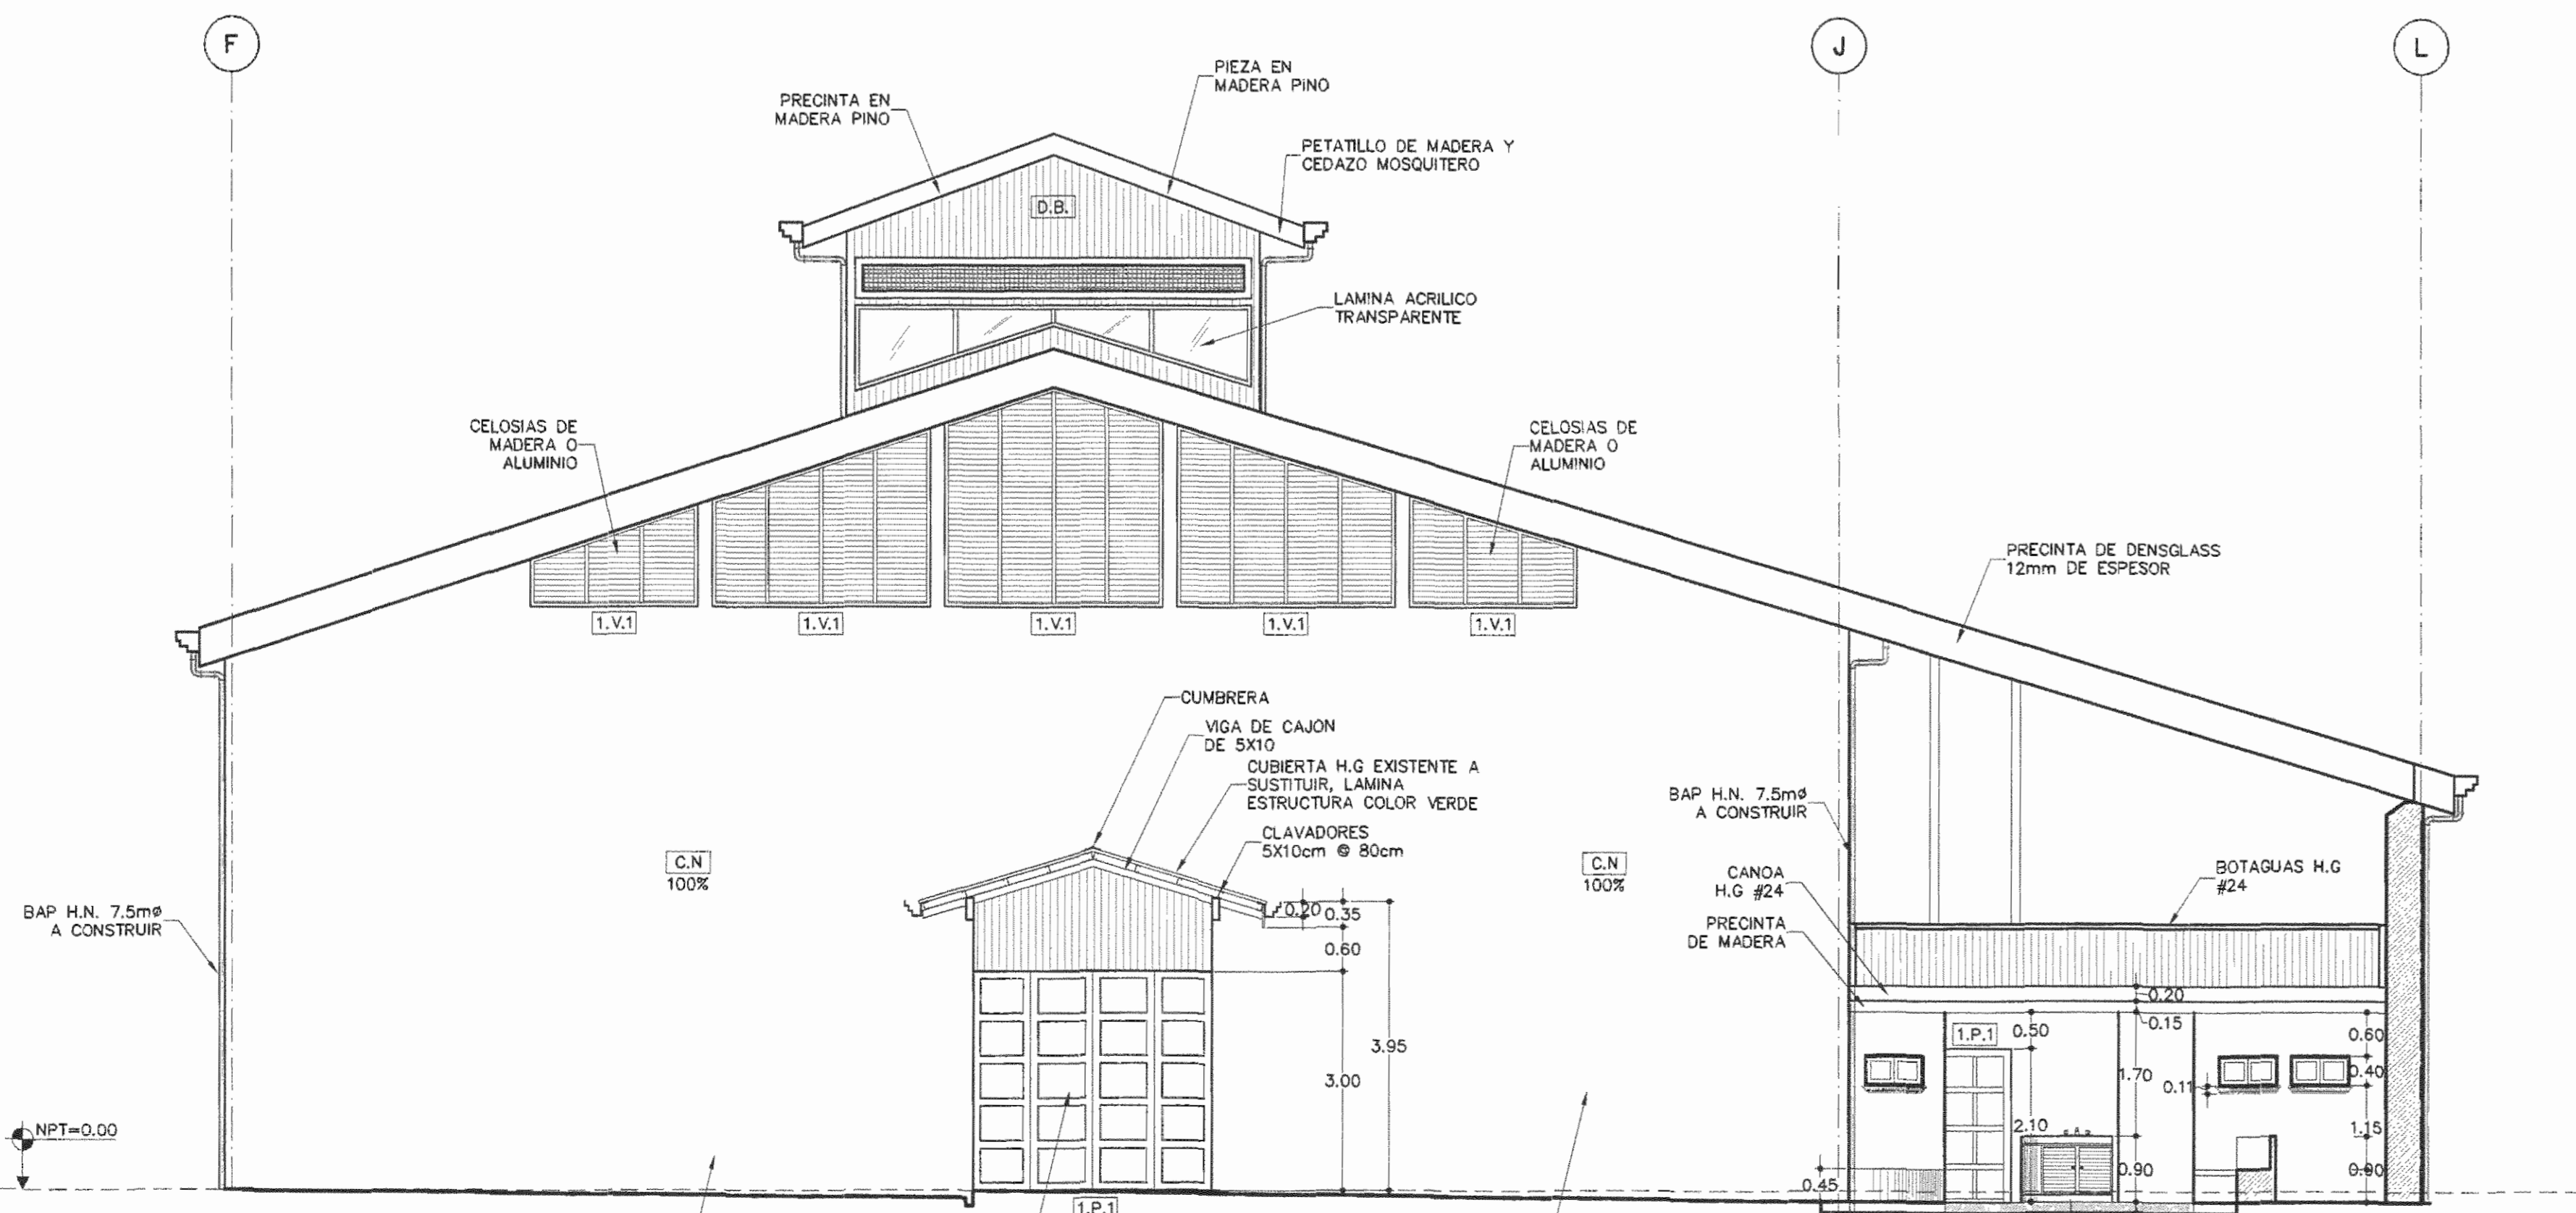 F
J
L
PIEZA EN
MADERA PINO
PRECINTA EN
MADERA PINO
PETATILLO DE MADERA Y
CEDAZO MOSQUITERO
D.B.
LAMINA ACRILICO
TRANSPARENTE
CELOSIAS DE
MADERA O
ALUMINIO
CELOSIAS DE
MADERA O
ALUMINIO
PRECINTA DE DENSGLASS
12mm DE ESPESOR
1.V.1
1.V.1
1.V.1
1.V.1
1.V.1
CUMBRERA
VIGA DE CAJON
DE 5X10
CUBIERTA H.G EXISTENTE A
SUSTITUIR, LAMINA
ESTRUCTURA COLOR VERDE
CLAVADORES
5X10cm @ 80cm
BAP H.N. 7.5mø
A CONSTRUIR
C.N
100%
C.N
100%
CANOA
H.G #24
BOTAGUAS H.G
#24
BAP H.N. 7.5mø
A CONSTRUIR
PRECINTA
DE MADERA
0.20
0.35
0.60
3.95
3.00
0.20
0.15
1.P.1
0.50
0.60
1.70
0.11
0.40
2.10
1.15
0.90
0.90
0.45
NPT=0.00
1.P.1